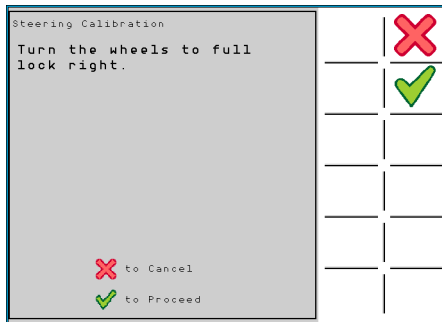 Steering Calibration
Turn the wheels to full
lock right.
to Cancel
to Proceed